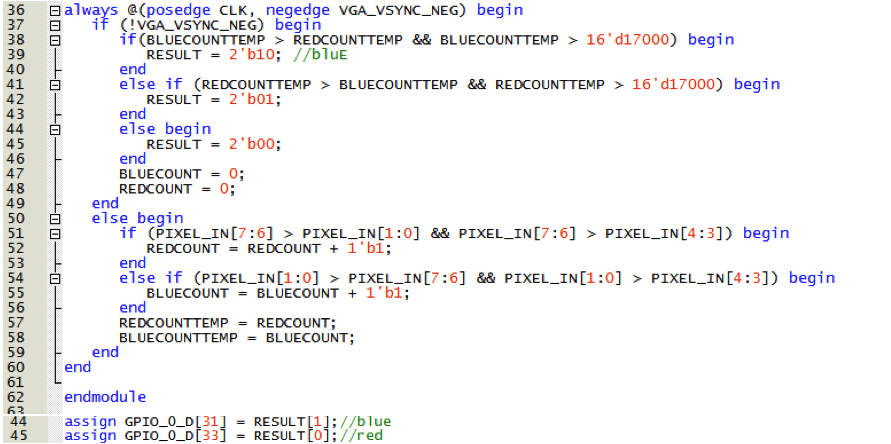 36 always @(posedge CLK, negedge VGA_VSYNC_NEG) begin
37 if (!VGA_VSYNC_NEG) begin
38 if(BLUECOUNTTEMP > REDCOUNTTEMP && BLUECOUNTTEMP > 16'd17000) begin
39 RESULT = 2'b10; //bluE
40 end
41 else if (REDCOUNTTEMP > BLUECOUNTTEMP && REDCOUNTTEMP > 16'd17000) begin
42 RESULT = 2'b01;
43 end
44 else begin
45 RESULT = 2'b00;
46 end
47 BLUECOUNT = 0;
48 REDCOUNT = 0;
49 end
50 else begin
51 if (PIXEL_IN[7:6] > PIXEL_IN[1:0] && PIXEL_IN[7:6] > PIXEL_IN[4:3]) begin
52 REDCOUNT = REDCOUNT + 1'b1;
53 end
54 else if (PIXEL_IN[1:0] > PIXEL_IN[7:6] && PIXEL_IN[1:0] > PIXEL_IN[4:3]) begin
55 BLUECOUNT = BLUECOUNT + 1'b1;
56 end
57 REDCOUNTTEMP = REDCOUNT;
58 BLUECOUNTTEMP = BLUECOUNT;
59 end
60 end
61
62 endmodule
63
44 assign GPIO_0_D[31] = RESULT[1];//blue
45 assign GPIO_0_D[33] = RESULT[0];//red